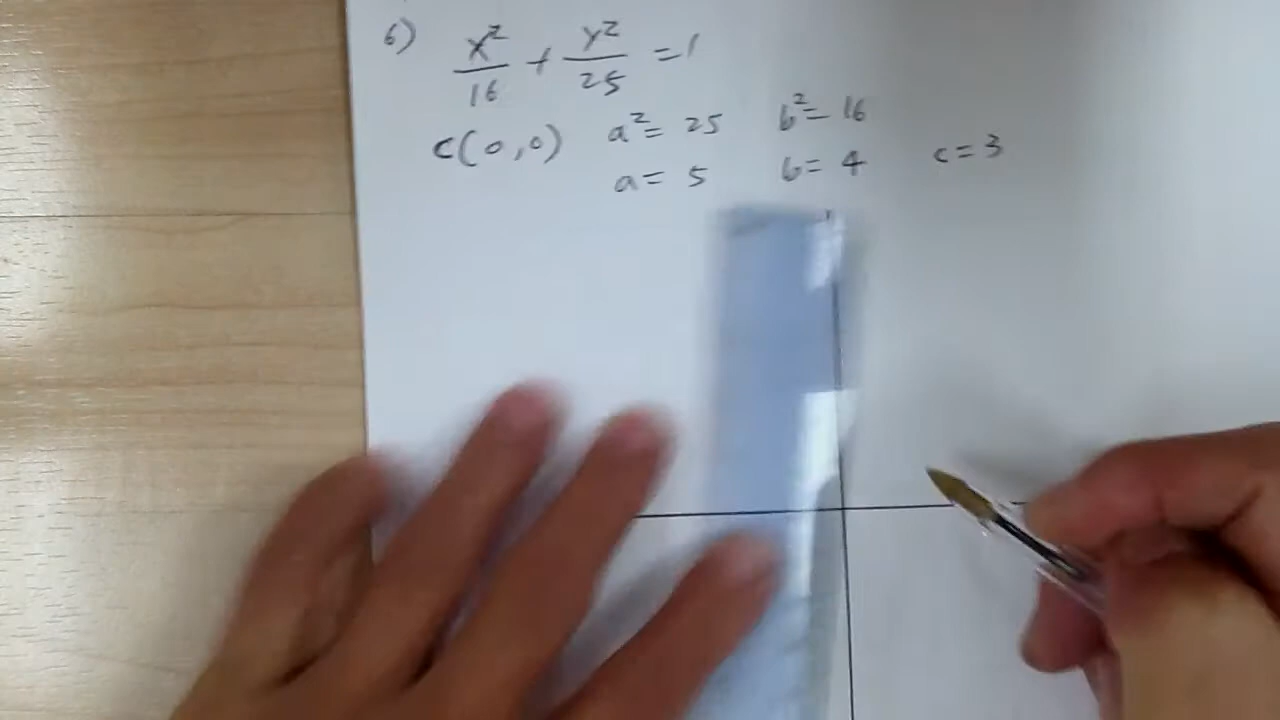 6) x²/16 + y²/25 = 1
c(0,0) a² = 25 b² = 16
a = 5 b = 4 c = 3